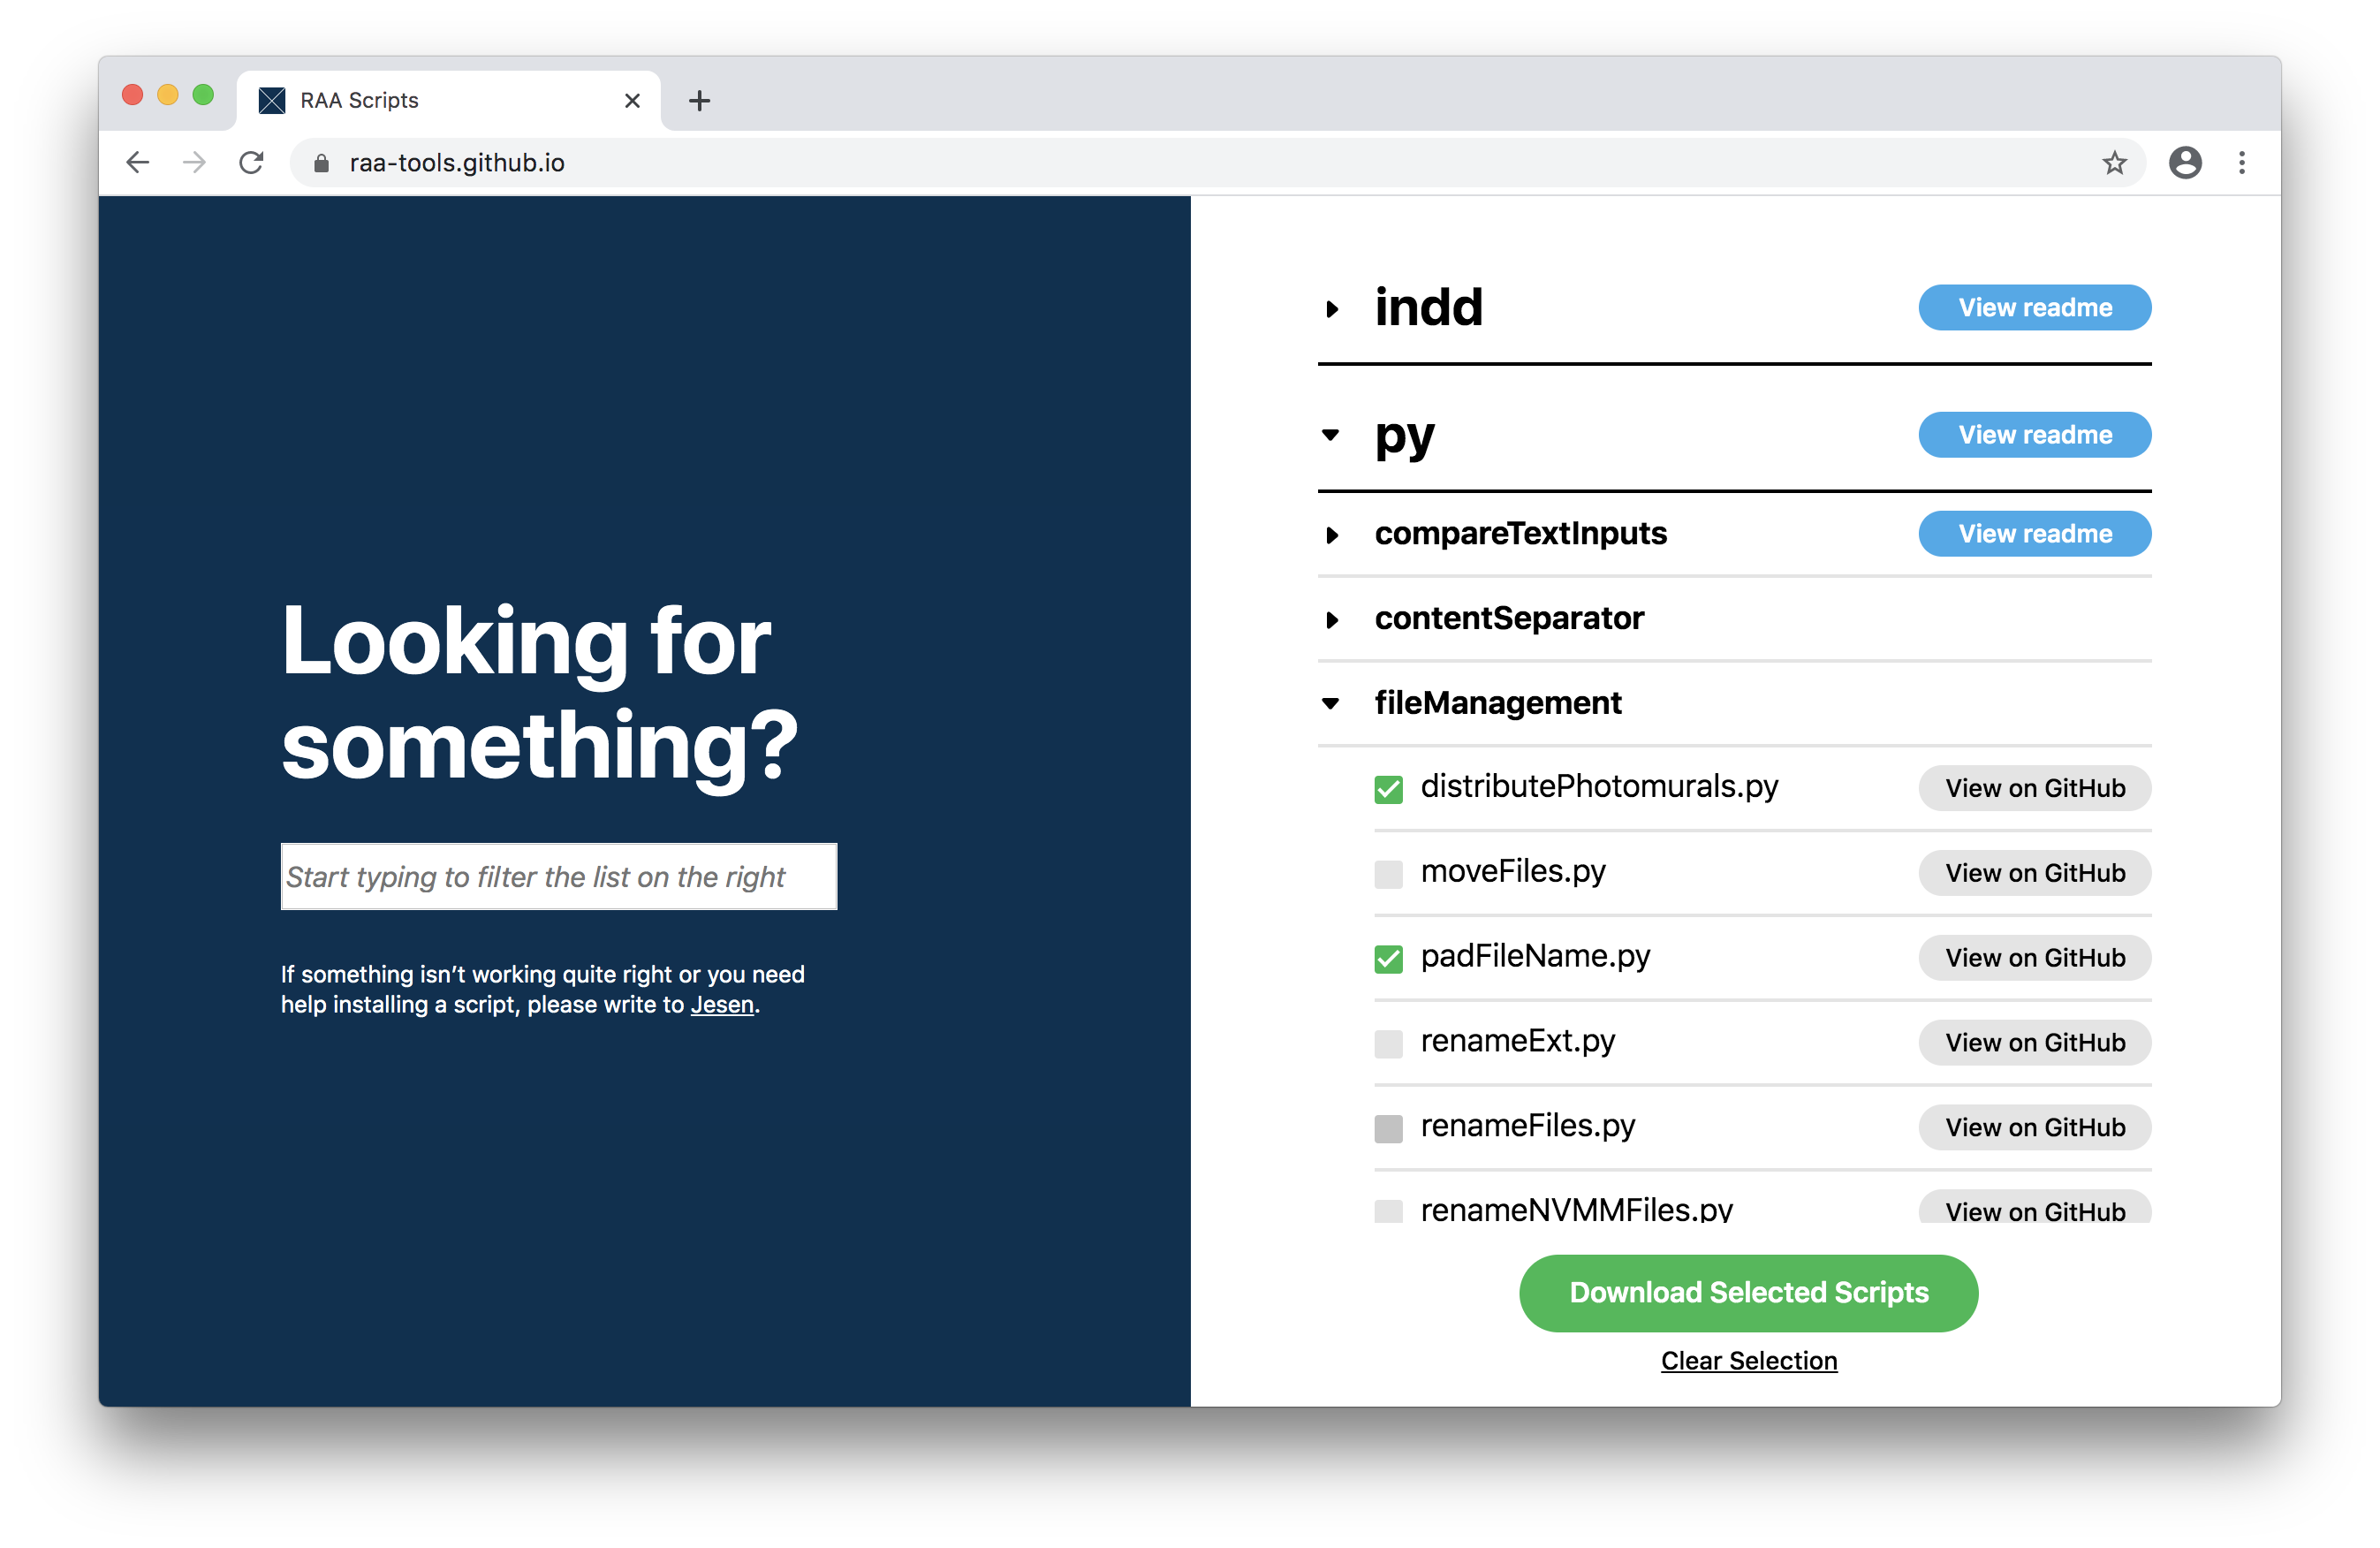 RAA Scripts
raa-tools.github.io
Looking for
something?
Start typing to filter the list on the right
If something isn’t working quite right or you need
help installing a script, please write to Jesen.
indd
View readme
py
View readme
compareTextInputs
View readme
contentSeparator
fileManagement
distributePhotomurals.py
View on GitHub
moveFiles.py
View on GitHub
padFileName.py
View on GitHub
renameExt.py
View on GitHub
renameFiles.py
View on GitHub
renameNVMMFiles.py
View on GitHub
Download Selected Scripts
Clear Selection